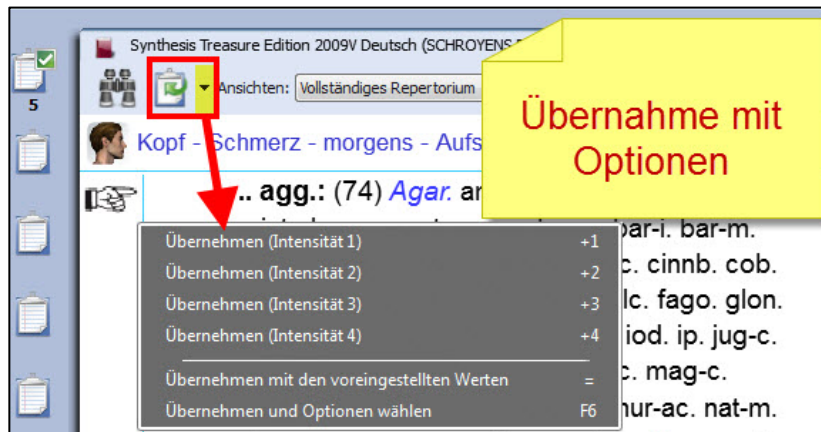 Synthesis Treasure Edition 2009V Deutsch (SCHROYENS
Ansichten: Vollständiges Repertorium
Übernahme mit
Optionen
5
Kopf - Schmerz - morgens - Aufs
.. agg.: (74) Agar. ar
bar-i. bar-m.
Übernehmen (Intensität 1) +1
Übernehmen (Intensität 2) +2
c. cinnb. cob.
Übernehmen (Intensität 3) +3
lc. fago. glon.
Übernehmen (Intensität 4) +4
iod. ip. jug-c.
Übernehmen mit den voreingestellten Werten =
c. mag-c.
Übernehmen und Optionen wählen F6
nur-ac. nat-m.